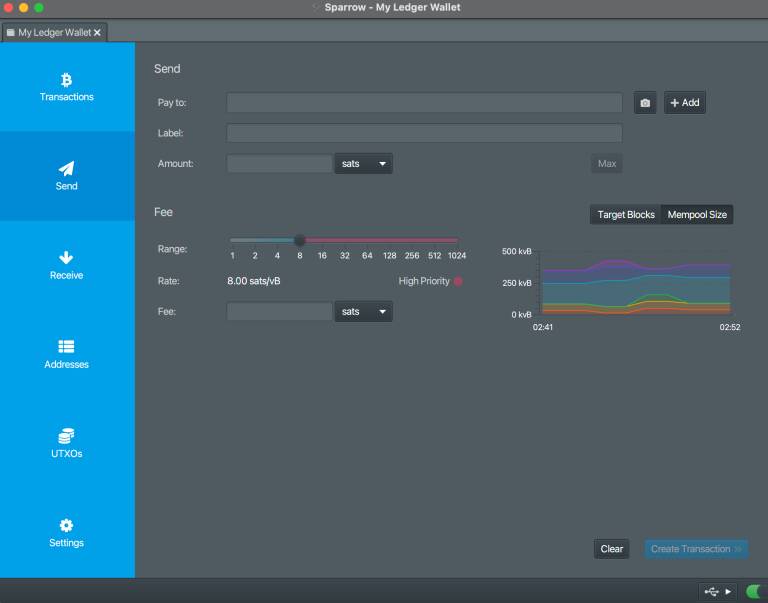 Sparrow - My Ledger Wallet
My Ledger Wallet
Transactions
Send
Receive
Addresses
UTXOs
Settings
Send
Pay to:
Add
Label:
Amount:
sats
Max
Fee
Target Blocks
Mempool Size
Range:
1 2 4 8 16 32 64 128 256 512 1024
Rate:
8.00 sats/vB
High Priority
Fee:
sats
500 kvB
250 kvB
0 kvB
02:41
02:52
Clear
Create Transaction »